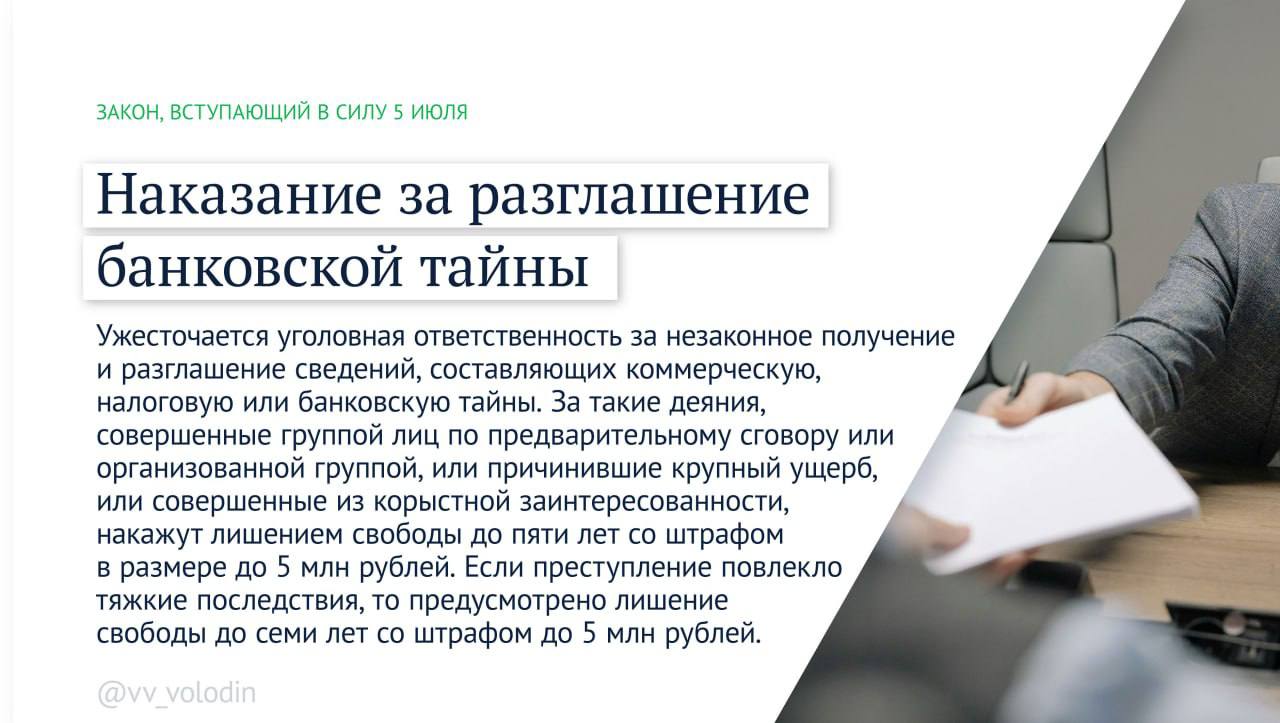 ЗАКОН, ВСТУПАЮЩИЙ В СИЛУ 5 ИЮЛЯ
Наказание за разглашение
банковской тайны
Ужесточается уголовная ответственность за незаконное получение
и разглашение сведений, составляющих коммерческую,
налоговую или банковскую тайны. За такие деяния,
совершенные группой лиц по предварительному сговору или
организованной группой, или причинившие крупный ущерб,
или совершенные из корыстной заинтересованности,
накажут лишением свободы до пяти лет со штрафом
в размере до 5 млн рублей. Если преступление повлекло
тяжкие последствия, то предусмотрено лишение
свободы до семи лет со штрафом до 5 млн рублей.
@vv_volodin